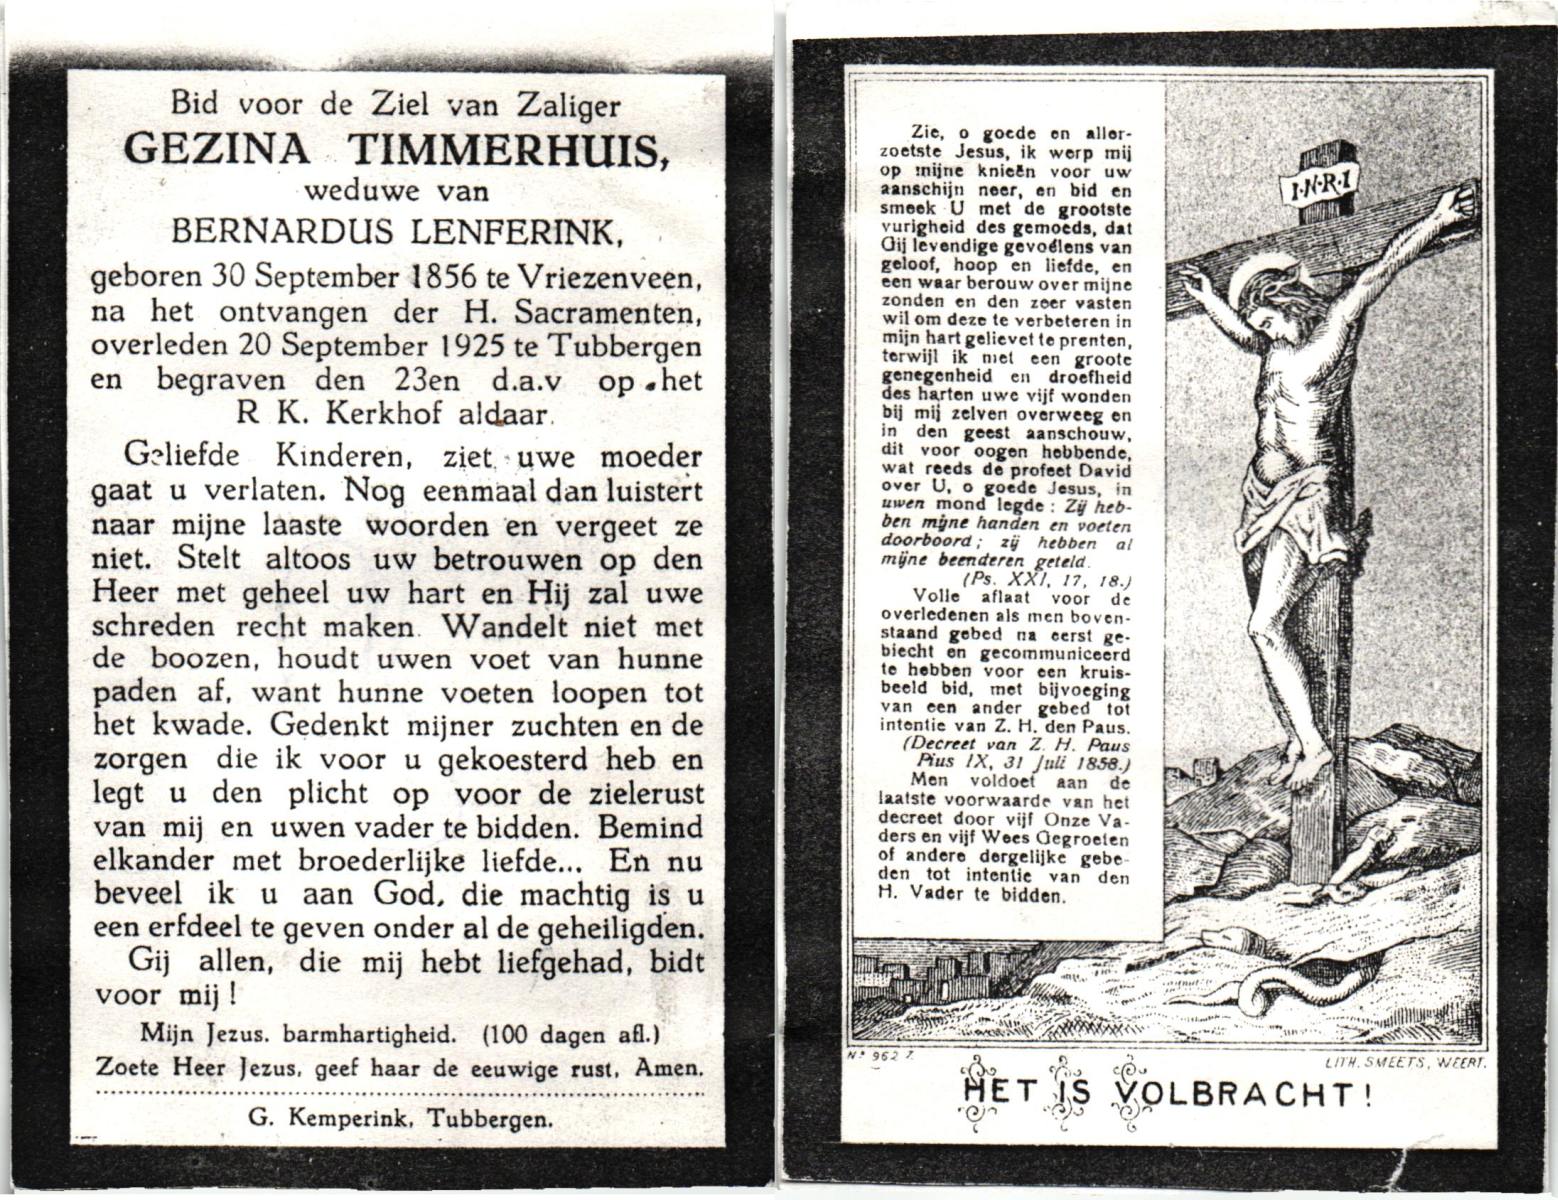 Bid voor de Ziel van Zaliger
GEZINA TIMMERHUIS,
weduwe van
BERNARDUS LENFERINK,
geboren 30 September 1856 te Vriezenveen,
na het ontvangen der H. Sacramenten,
overleden 20 September 1925 te Tubbergen
en begraven den 23en d.a.v op het
R K. Kerkhof aldaar.
Geliefde Kinderen, ziet uwe moeder
gaat u verlaten. Nog eenmaal dan luistert
naar mijne laaste woorden en vergeet ze
niet. Stelt altoos uw betrouwen op den
Heer met geheel uw hart en Hij zal uwe
schreden recht maken. Wandelt niet met
de boozen, houdt uwen voet van hunne
paden af, want hunne voeten loopen tot
het kwade. Gedenkt mijner zuchten en de
zorgen die ik voor u gekoesterd heb en
legt u den plicht op voor de zielerust
van mij en uwen vader te bidden. Bemind
elkander met broederlijke liefde... En nu
beveel ik u aan God, die machtig is u
een erfdeel te geven onder al de geheiligden.
Gij allen, die mij hebt liefgehad, bidt
voor mij !
Mijn Jezus. barmhartigheid. (100 dagen afl.)
Zoete Heer Jezus, geef haar de eeuwige rust, Amen.
G. Kemperink, Tubbergen.
Zie, o goede en aller-
zoetste Jesus, ik werp mij
op mijne knieën voor uw
aanschijn neer, en bid en
smeek U met de grootste
vurigheid des gemoeds, dat
Gij levendige gevoelens van
geloof, hoop en liefde, en
een waar berouw over mijne
zonden en den zeer vasten
wil om deze te verbeteren in
mijn hart gelievet te prenten,
terwijl ik met een groote
genegenheid en droefheid
des harten uwe vijf wonden
bij mij zelven overweeg en
in den geest aanschouw,
dit voor oogen hebbende,
wat reeds de profeet David
over U, o goede Jesus, in
uwen mond legde : Zij heb-
ben mijne handen en voeten
doorboord ; zij hebben al
mijne beenderen geteld.
(Ps. XXI, 17, 18.)
Volle aflaat voor de
overledenen als men boven-
staand gebed na eerst ge-
biecht en gecommuniceerd
te hebben voor een kruis-
beeld bid, met bijvoeging
van een ander gebed tot
intentie van Z. H. den Paus.
(Decreet van Z. H. Paus
Pius IX, 31 Juli 1858.)
Men voldoet aan de
laatste voorwaarde van het
decreet door vijf Onze Va-
ders en vijf Wees Gegroeten
of andere dergelijke gebe-
den tot intentie van den
H. Vader te bidden.
I·N·R·I
Nº 962 7.
LITH. SMEETS, WEERT.
HET IS VOLBRACHT!